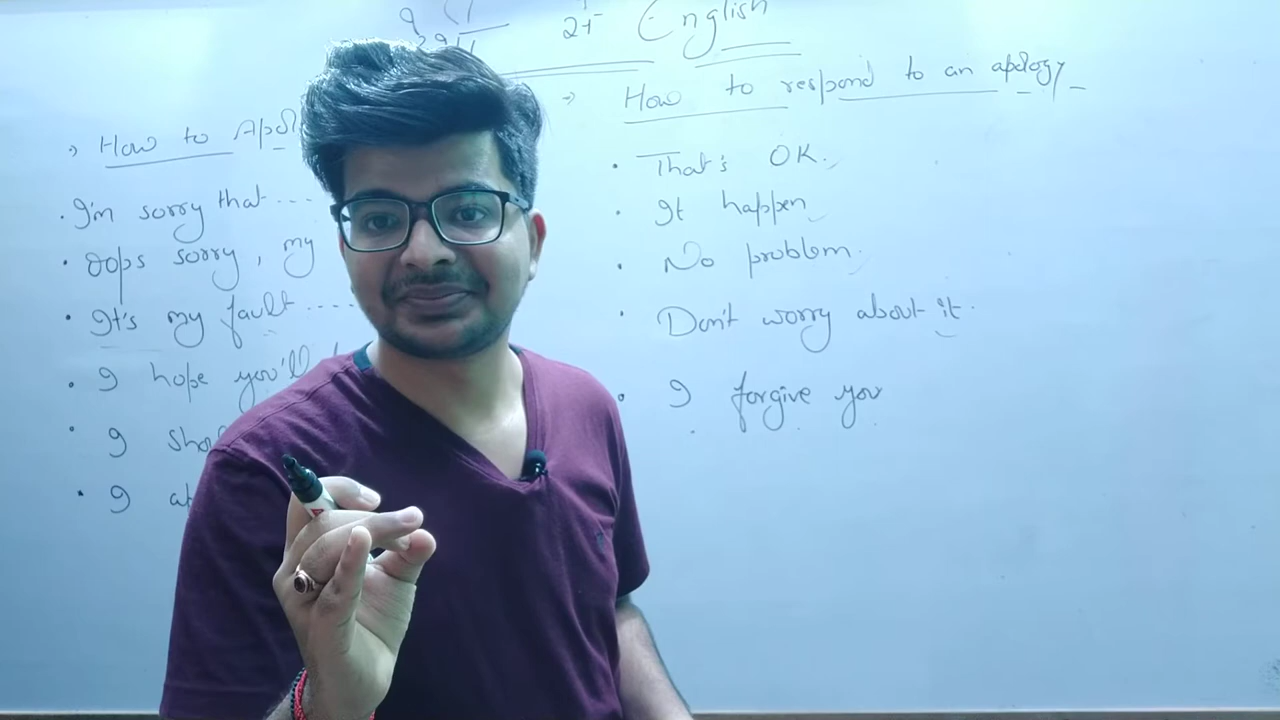 English
How to Apol
I'm sorry that ....
oops sorry, my
It's my fault ....
I hope you'll
I
I
How to respond to an apology
That's OK.
It happen
No problem.
Don't worry about it.
I forgive you